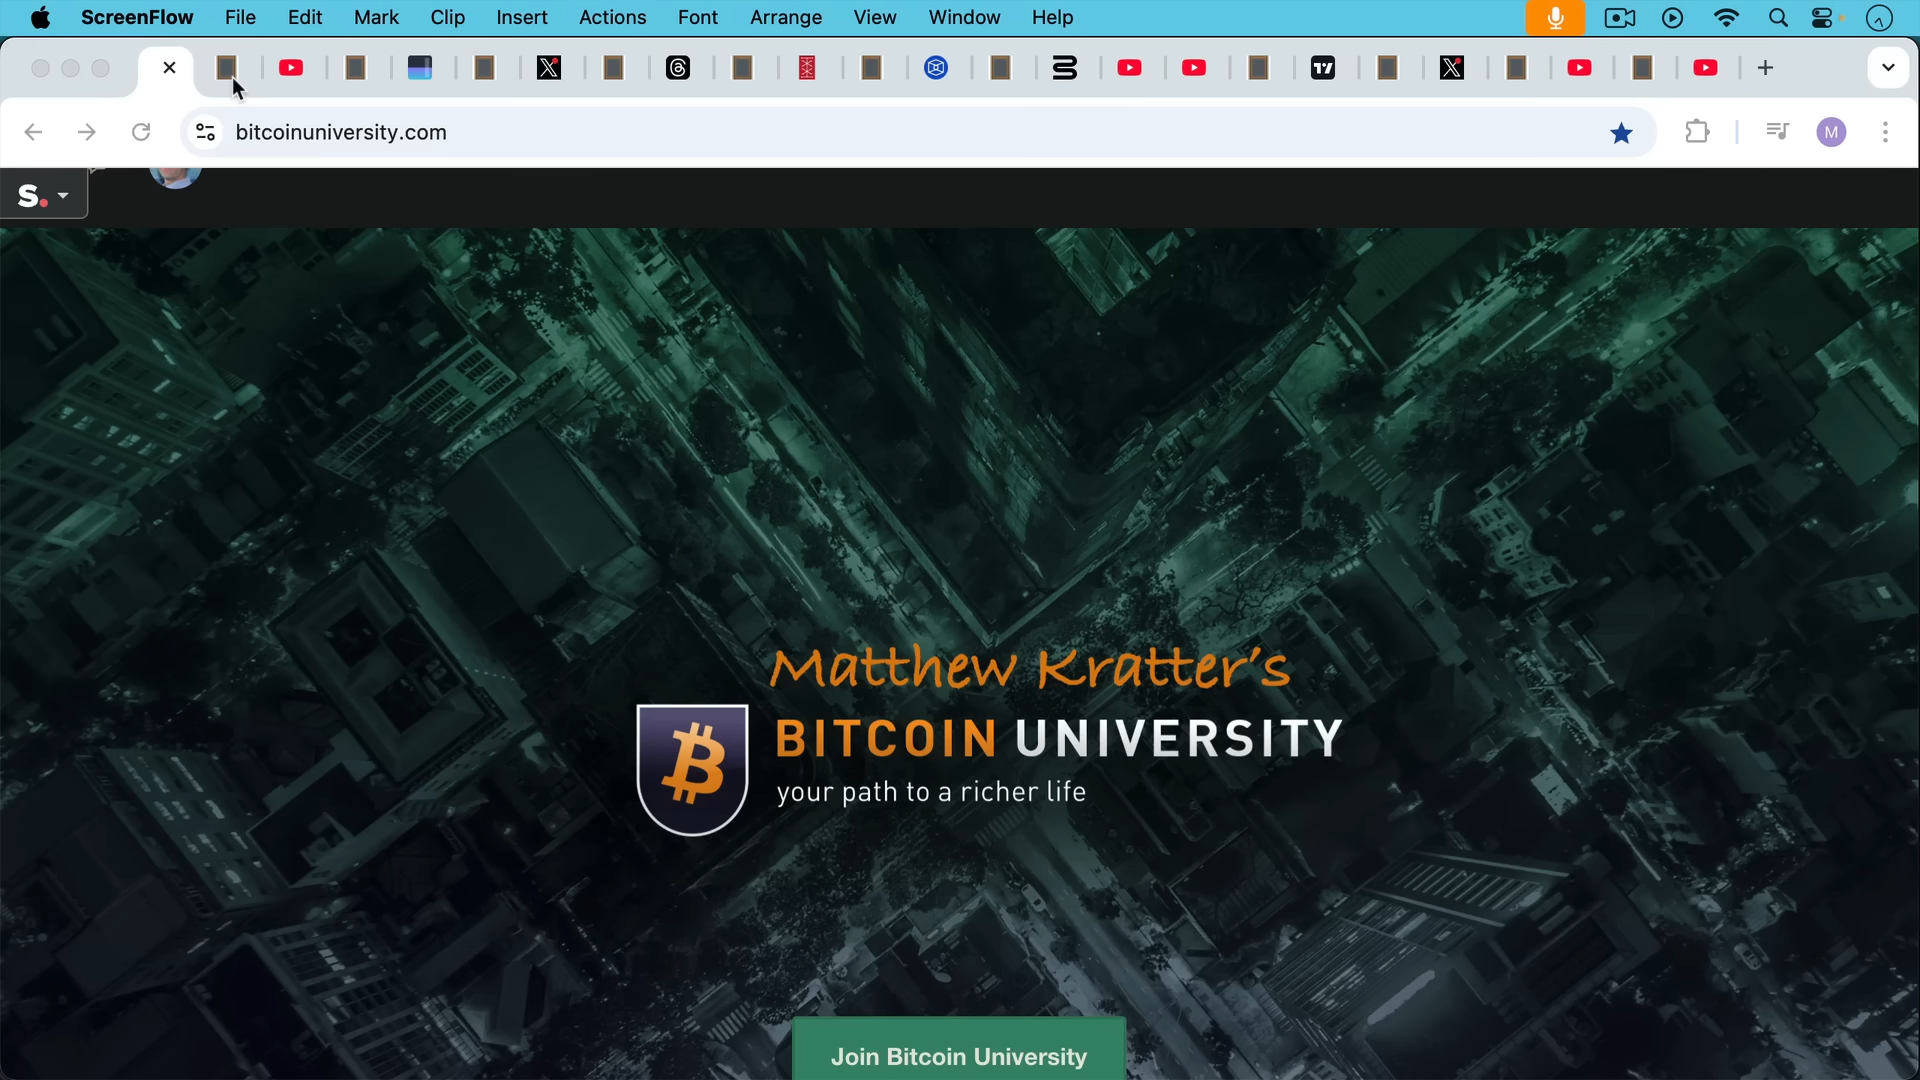 ScreenFlow File Edit Mark Clip Insert Actions Font Arrange View Window Help
bitcoinuniversity.com
M
S.
Matthew Kratter's
BITCOIN UNIVERSITY
your path to a richer life
Join Bitcoin University